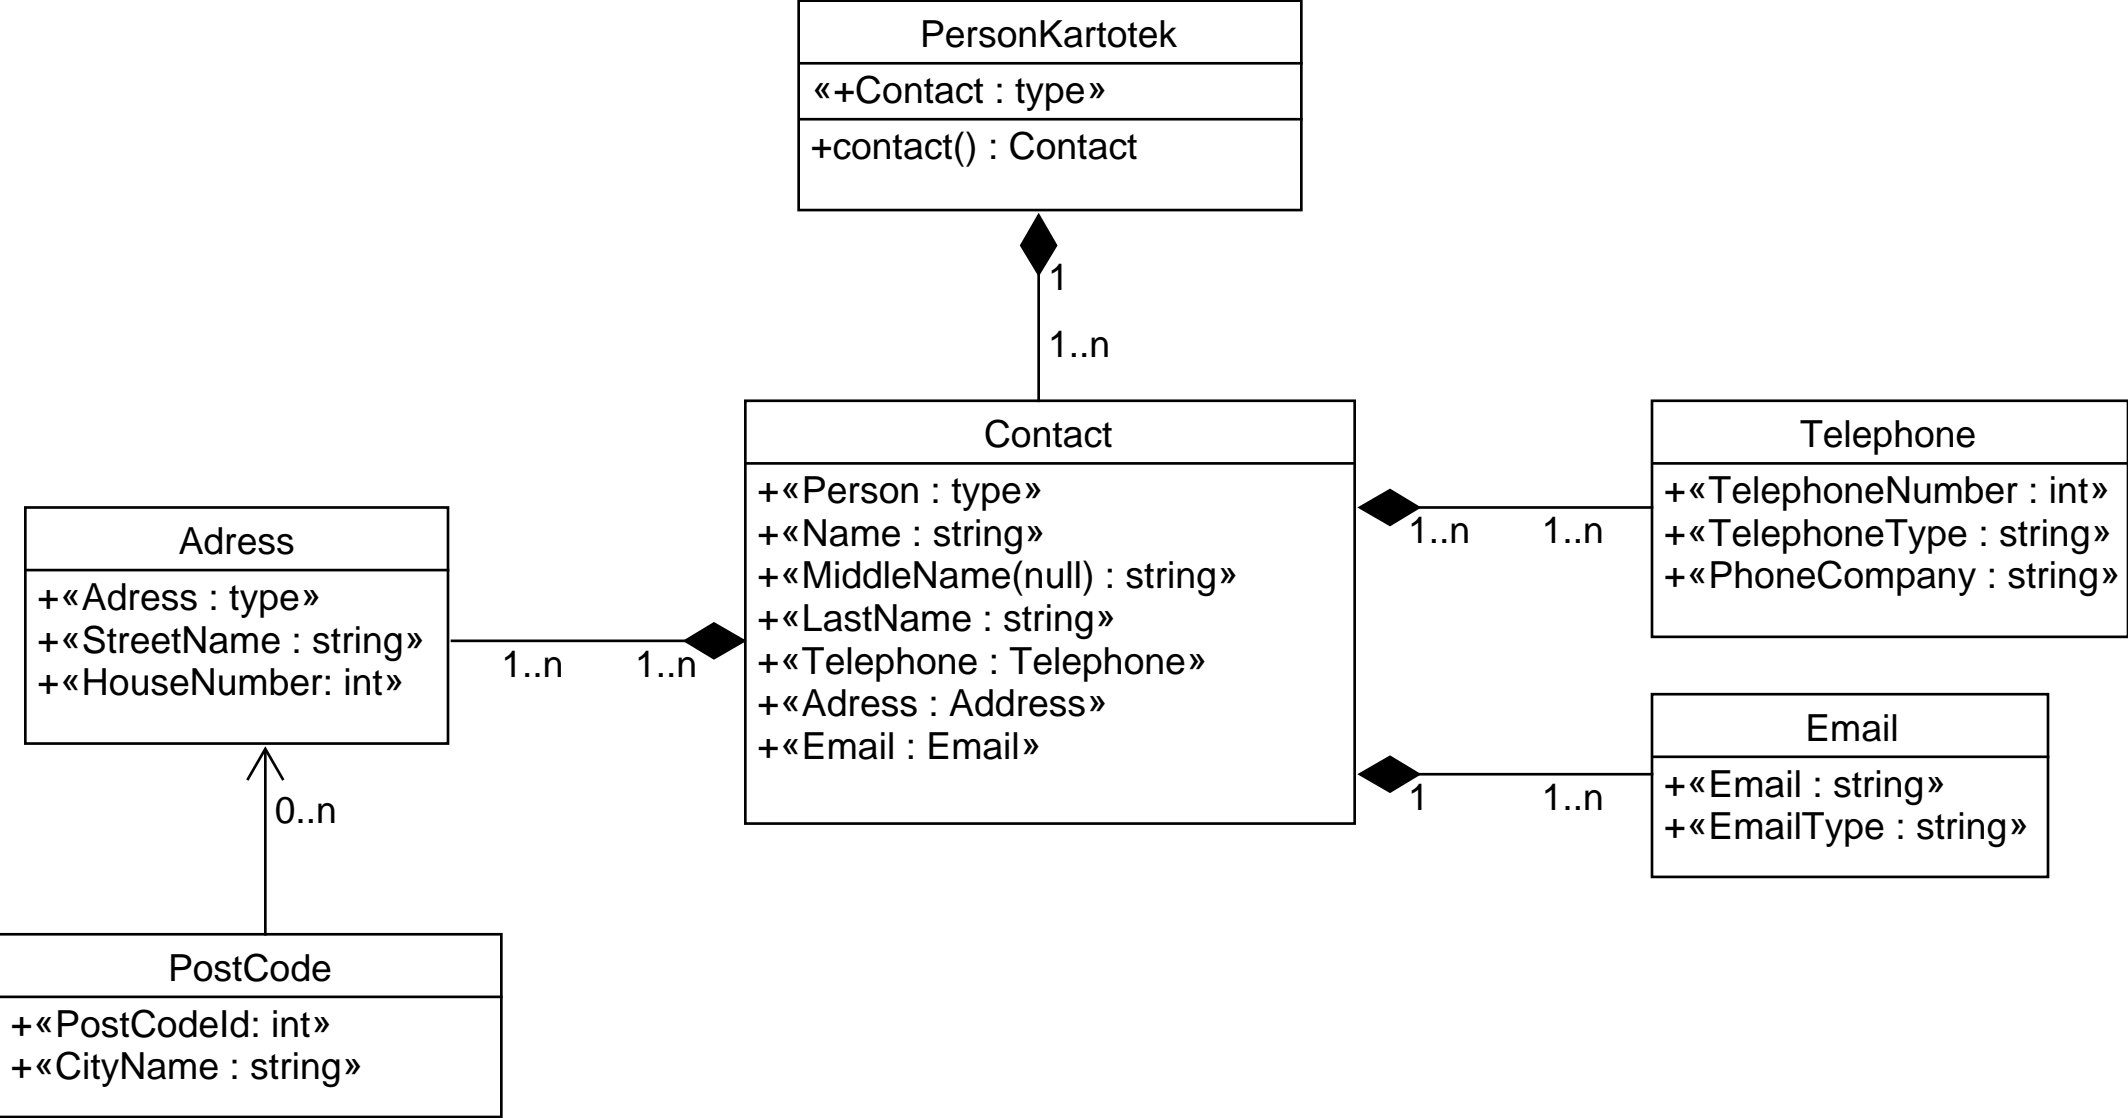 PersonKartotek
«+Contact : type»
+contact() : Contact
1
1..n
Contact
+«Person : type»
+«Name : string»
+«MiddleName(null) : string»
+«LastName : string»
+«Telephone : Telephone»
+«Adress : Address»
+«Email : Email»
Telephone
+«TelephoneNumber : int»
+«TelephoneType : string»
+«PhoneCompany : string»
1..n 1..n
Adress
+«Adress : type»
+«StreetName : string»
+«HouseNumber: int»
1..n 1..n
Email
+«Email : string»
+«EmailType : string»
1 1..n
0..n
PostCode
+«PostCodeId: int»
+«CityName : string»